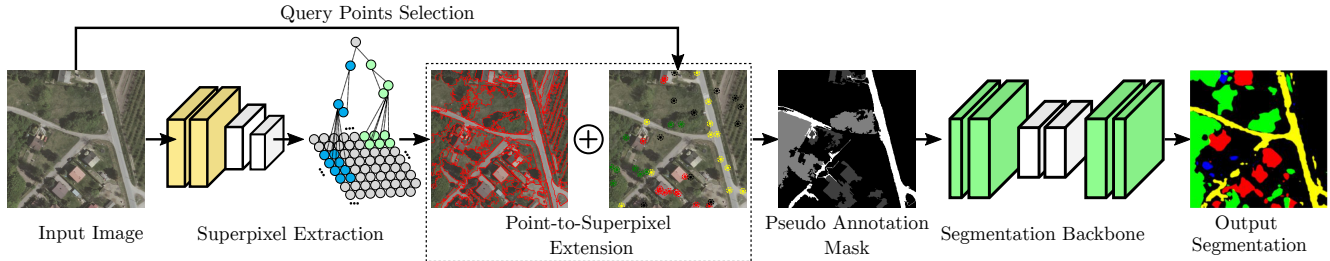 Query Points Selection
Input Image
Superpixel Extraction
Point-to-Superpixel
Extension
Pseudo Annotation
Mask
Segmentation Backbone
Output
Segmentation